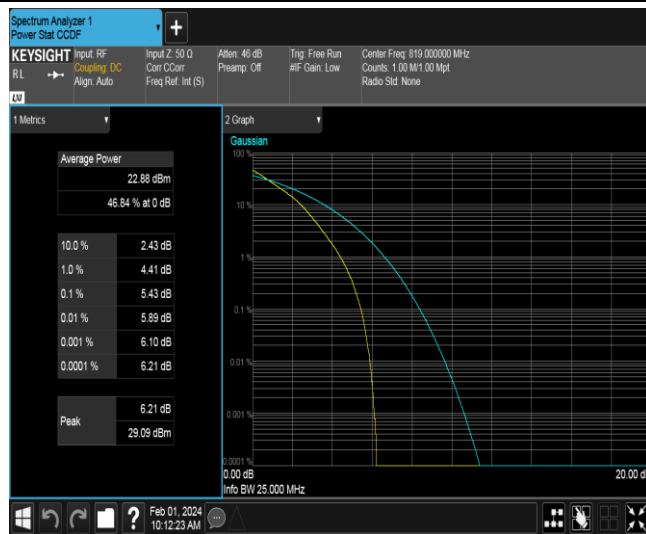 Spectrum Analyzer 1
Power Stat CCDF
+
KEYSIGHT
RL
LXI
Input: RF
Coupling: DC
Align: Auto
Input Z: 50 Ω
Corr CCorr
Freq Ref: Int (S)
Atten: 46 dB
Preamp: Off
Trig: Free Run
#IF Gain: Low
Center Freq: 819.000000 MHz
Counts: 1.00 M/1.00 Mpt
Radio Std: None
1 Metrics
Average Power
22.88 dBm
46.84 % at 0 dB
10.0 % 2.43 dB
1.0 % 4.41 dB
0.1 % 5.43 dB
0.01 % 5.89 dB
0.001 % 6.10 dB
0.0001 % 6.21 dB
Peak
6.21 dB
29.09 dBm
2 Graph
Gaussian
100 %
10 %
1 %
0.1 %
0.01 %
0.001 %
0.0001 %
0.00 dB
20.00 d
Info BW 25.000 MHz
?
Feb 01, 2024
10:12:23 AM